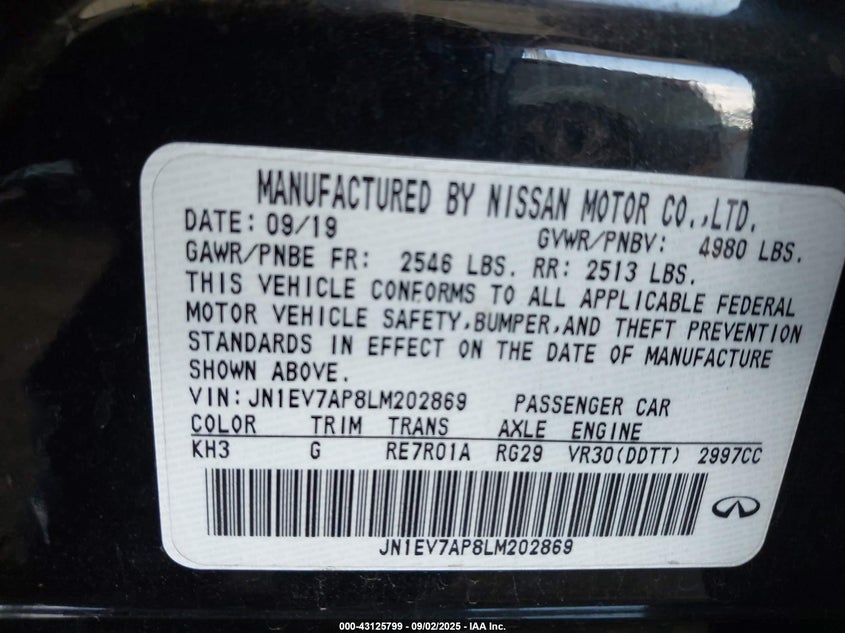 MANUFACTURED BY NISSAN MOTOR CO.,LTD.
DATE: 09/19 GVWR/PNBV: 4980 LBS.
GAWR/PNBE FR: 2546 LBS. RR: 2513 LBS.
THIS VEHICLE CONFORMS TO ALL APPLICABLE FEDERAL
MOTOR VEHICLE SAFETY,BUMPER,AND THEFT PREVENTION
STANDARDS IN EFFECT ON THE DATE OF MANUFACTURE
SHOWN ABOVE.
VIN:JN1EV7AP8LM202869 PASSENGER CAR
COLOR TRIM TRANS AXLE ENGINE
KH3 G RE7R01A RG29 VR30(DDTT) 2997CC
JN1EV7AP8LM202869
000-43125799 - 09/02/2025 - IAA Inc.